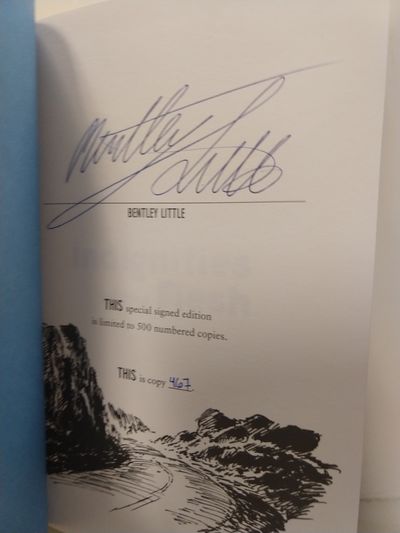 Bentley Little
BENTLEY LITTLE
THIS special signed edition
is limited to 500 numbered copies.
THIS is copy 467.